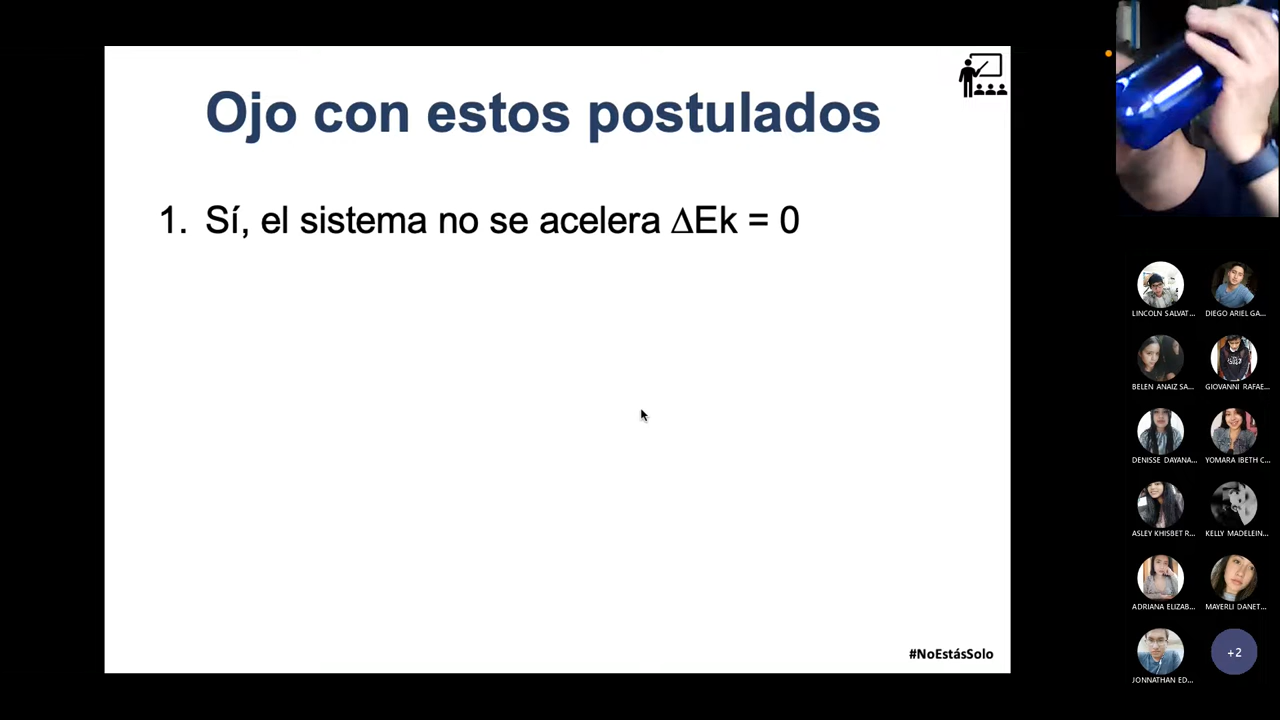 Ojo con estos postulados
1. Sí, el sistema no se acelera ∆Ek = 0
#NoEstásSolo
LINCOLN SALVAT...
DIEGO ARIEL GA...
BELEN ANAIZ SA...
GIOVANNI RAFAE...
DENISSE DAYANA...
YOMARA IBETH C...
ASLEY KHISBET R...
KELLY MADELEIN...
ADRIANA ELIZAB...
MAYERLI DANET...
JONNATHAN ED...
+2